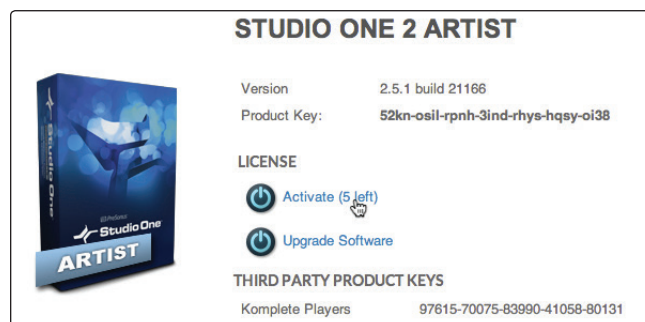 STUDIO ONE 2 ARTIST
Version 2.5.1 build 21166
Product Key: 52kn-osil-rpnh-3ind-rhys-hqsy-oi38
LICENSE
Activate (5 left)
Upgrade Software
THIRD PARTY PRODUCT KEYS
Komplete Players 97615-70075-83990-41058-80131
Studio One
ARTIST